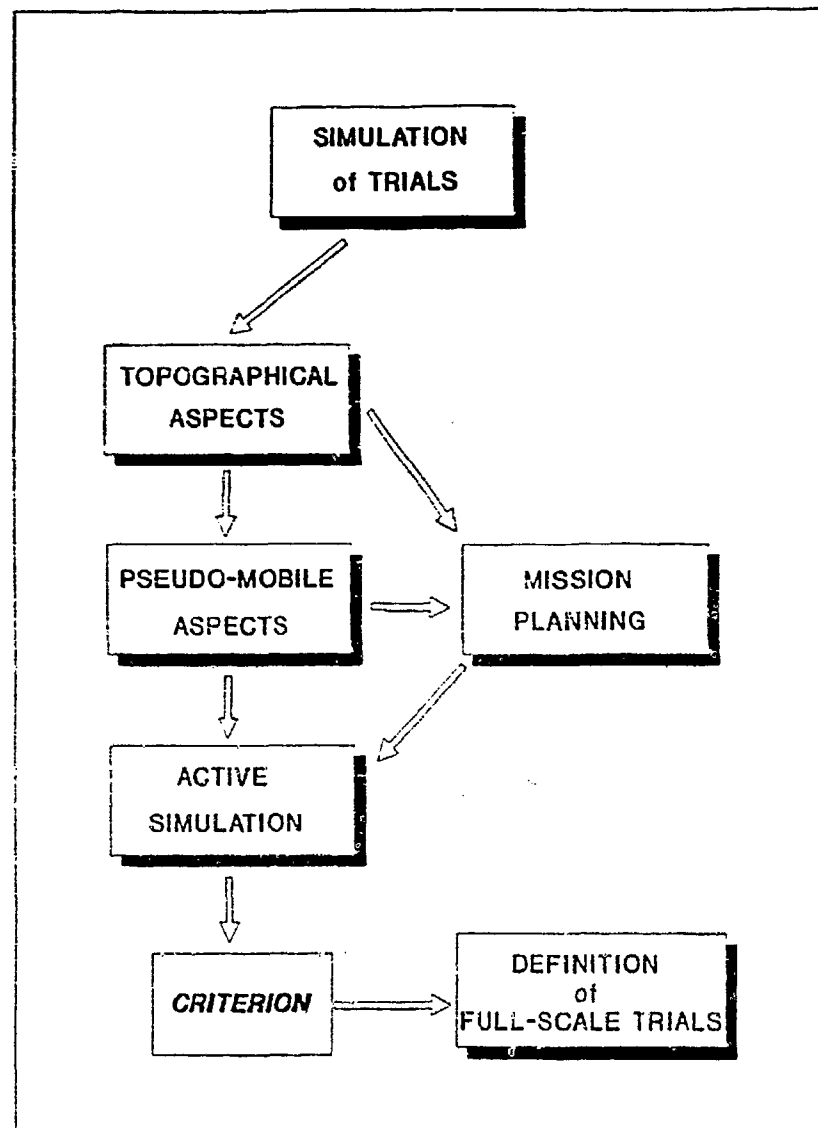 SIMULATION
of TRIALS
TOPOGRAPHICAL
ASPECTS
PSEUDO-MOBILE
ASPECTS
MISSION
PLANNING
ACTIVE
SIMULATION
CRITERION
DEFINITION
of
FULL-SCALE TRIALS